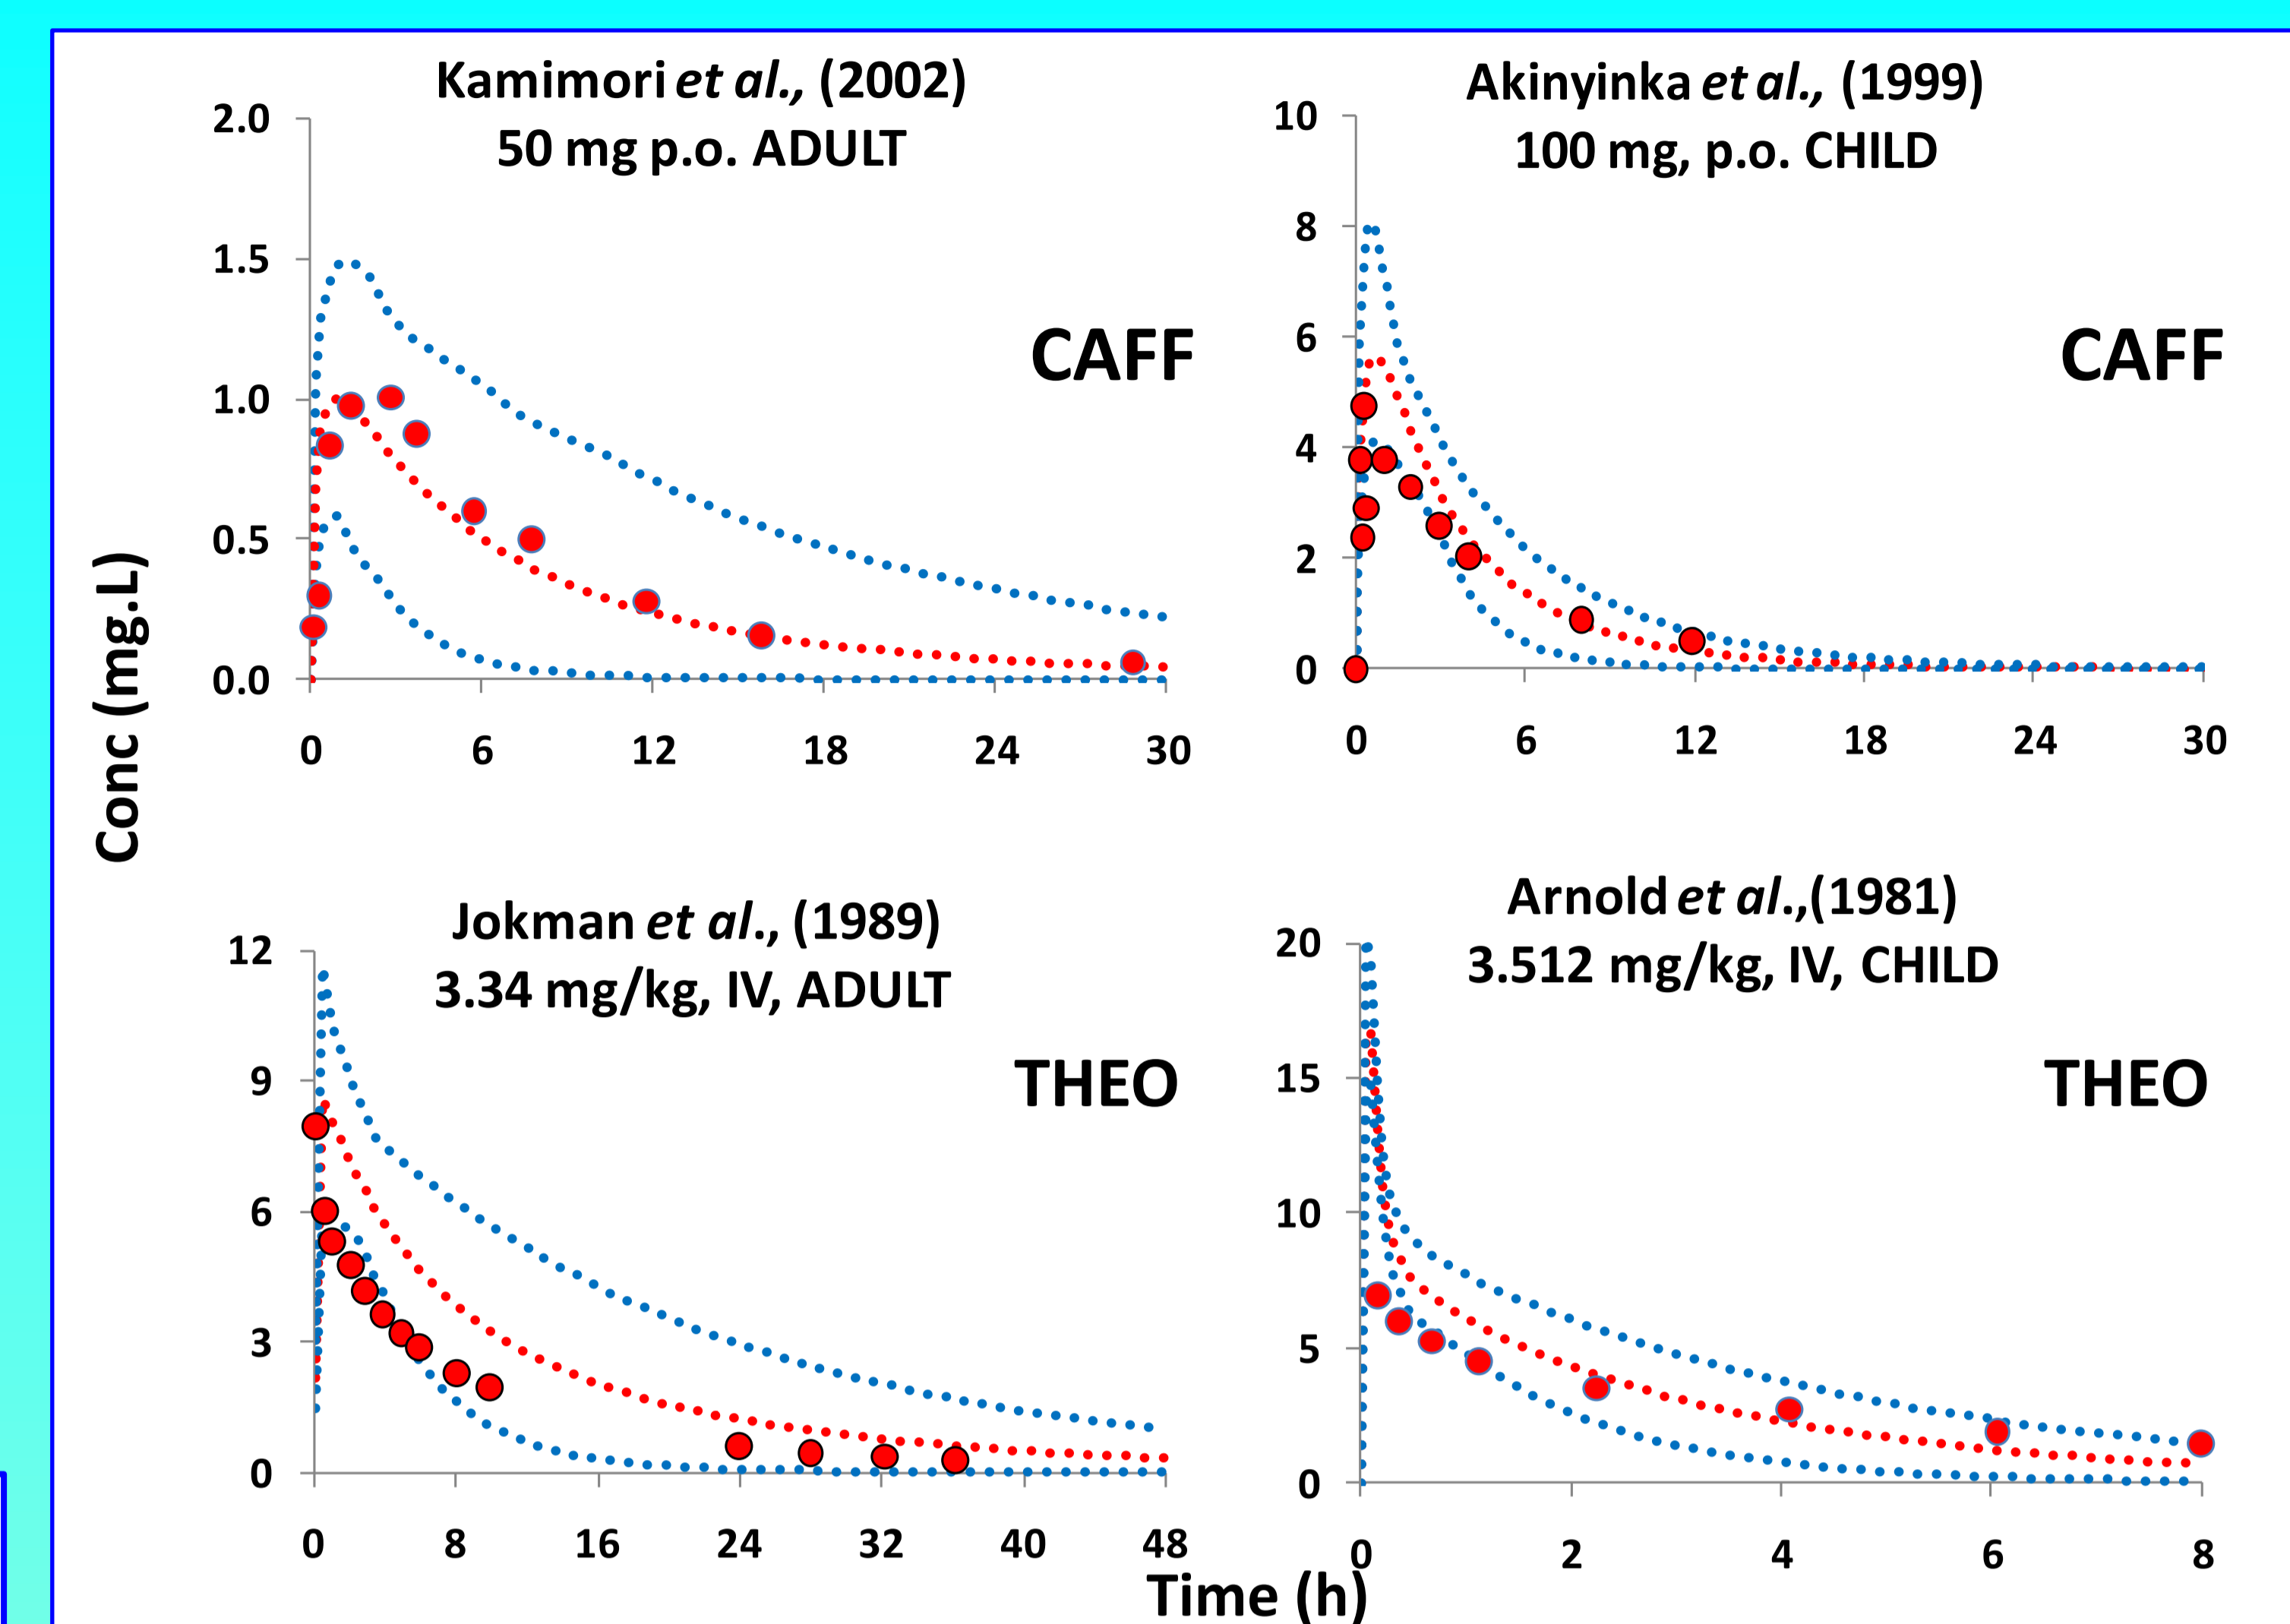 Kamimori et al., (2002)
50 mg p.o. ADULT
2.0
1.5
1.0
0.5
0.0
CAFF
0 6 12 18 24 30
Akinyinka et al., (1999)
100 mg, p.o. CHILD
10
8
6
4
2
0
CAFF
0 6 12 18 24 30
Conc (mg.L)
Jokman et al., (1989)
3.34 mg/kg, IV, ADULT
12
9
6
3
0
THEO
0 8 16 24 32 40 48
Arnold et al.,(1981)
3.512 mg/kg, IV, CHILD
20
15
10
5
0
THEO
0 2 4 6 8
Time (h)